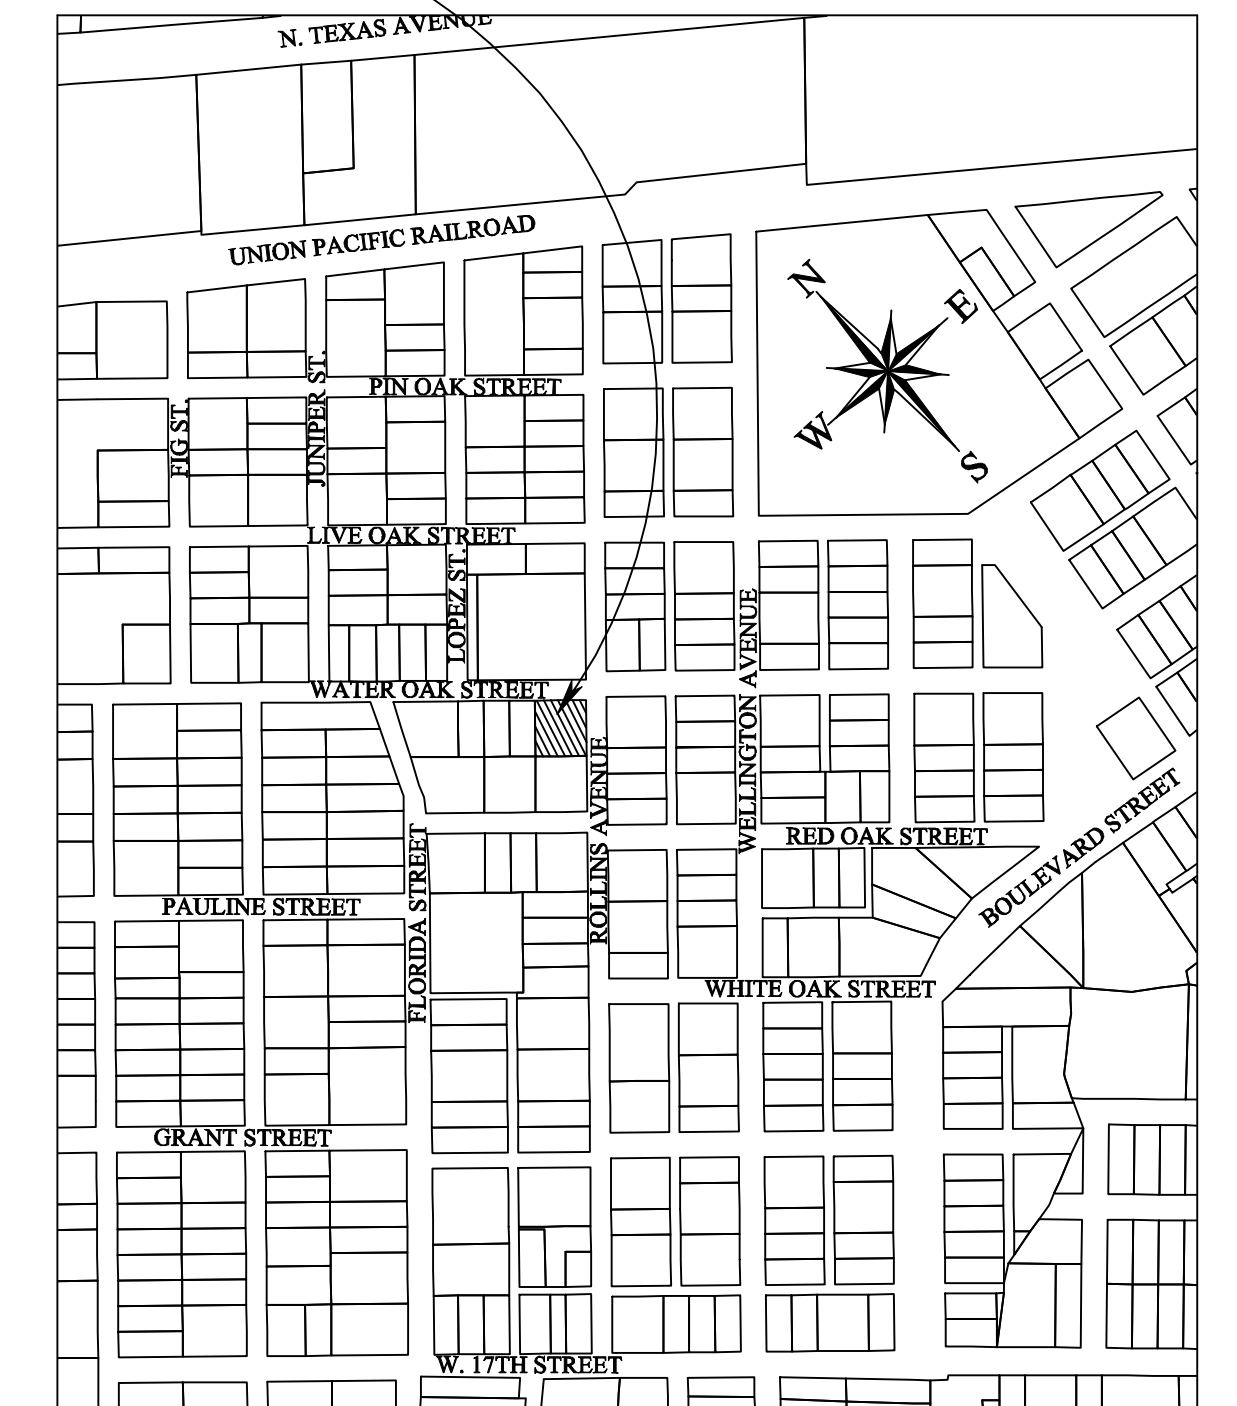 N. TEXAS AVENUE
UNION PACIFIC RAILROAD
N
E
W
S
PIN OAK STREET
JUNIPER ST.
FIG ST.
LIVE OAK STREET
LOPEZ ST.
WELLINGTON AVENUE
WATER OAK STREET
ROLLINS AVENUE
RED OAK STREET
BOULEVARD STREET
FLORIDA STREET
PAULINE STREET
WHITE OAK STREET
GRANT STREET
W. 17TH STREET